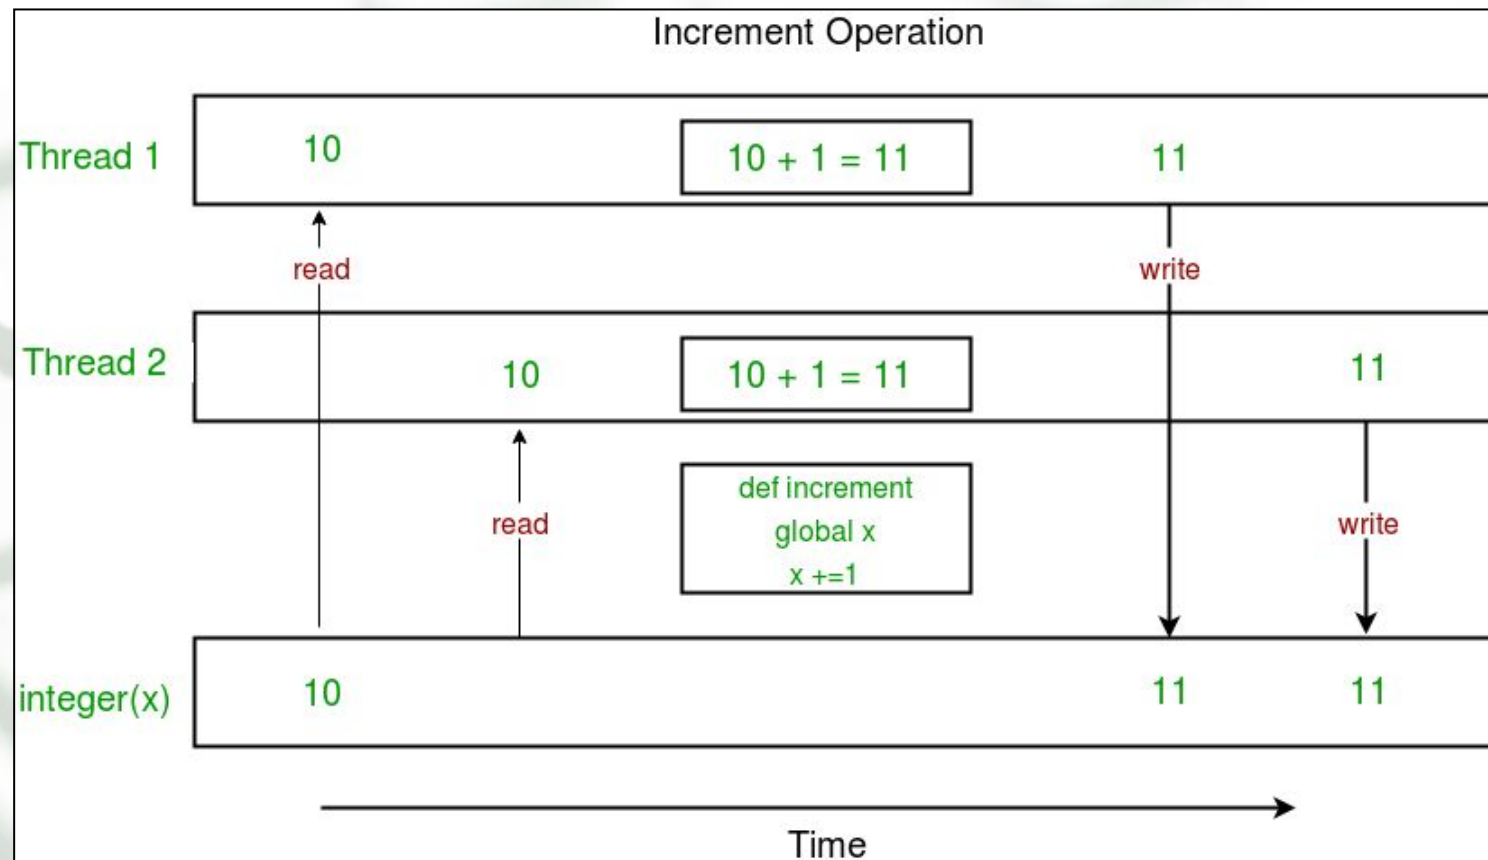 Increment Operation
Thread 1
10
10 + 1 = 11
11
read
write
Thread 2
10
10 + 1 = 11
11
read
def increment
global x
x +=1
write
integer(x)
10
11
11
Time